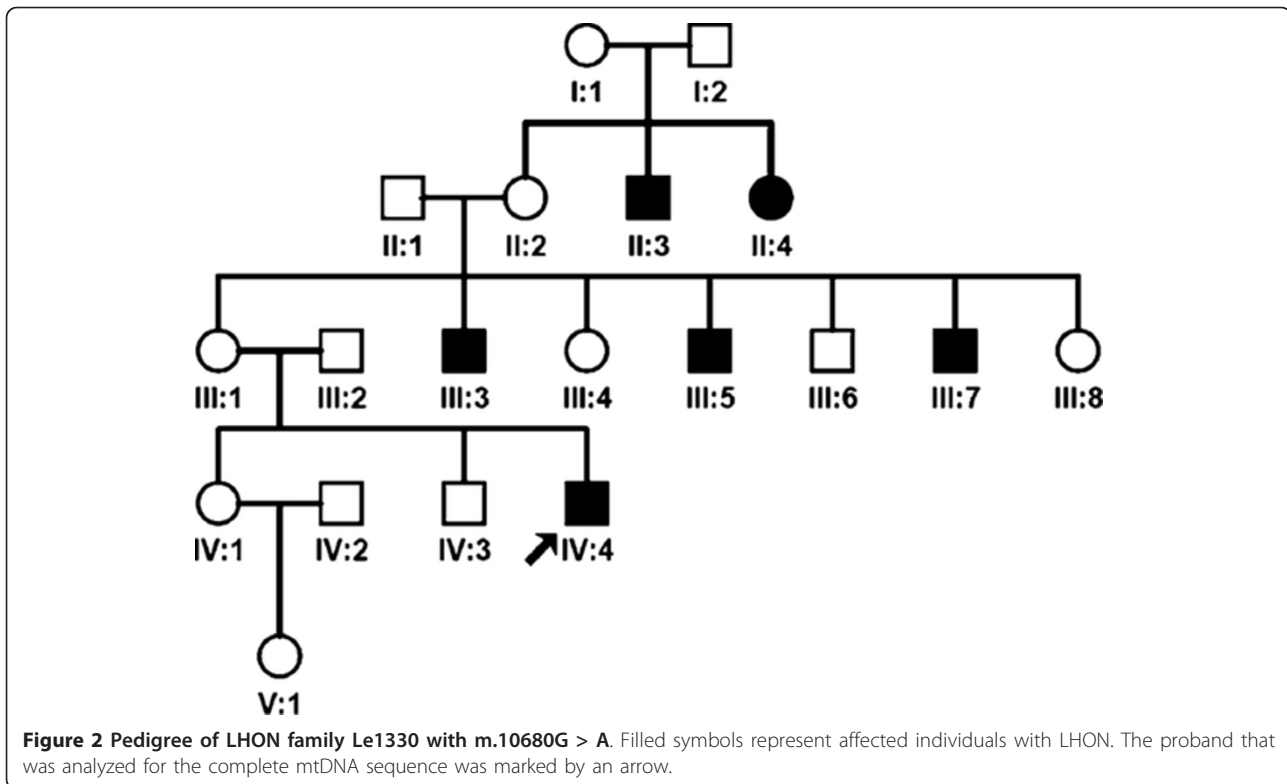 I:1 I:2
II:1 II:2 II:3 II:4
III:1 III:2 III:3 III:4 III:5 III:6 III:7 III:8
IV:1 IV:2 IV:3 IV:4
V:1
Figure 2 Pedigree of LHON family Le1330 with m.10680G > A. Filled symbols represent affected individuals with LHON. The proband that
was analyzed for the complete mtDNA sequence was marked by an arrow.